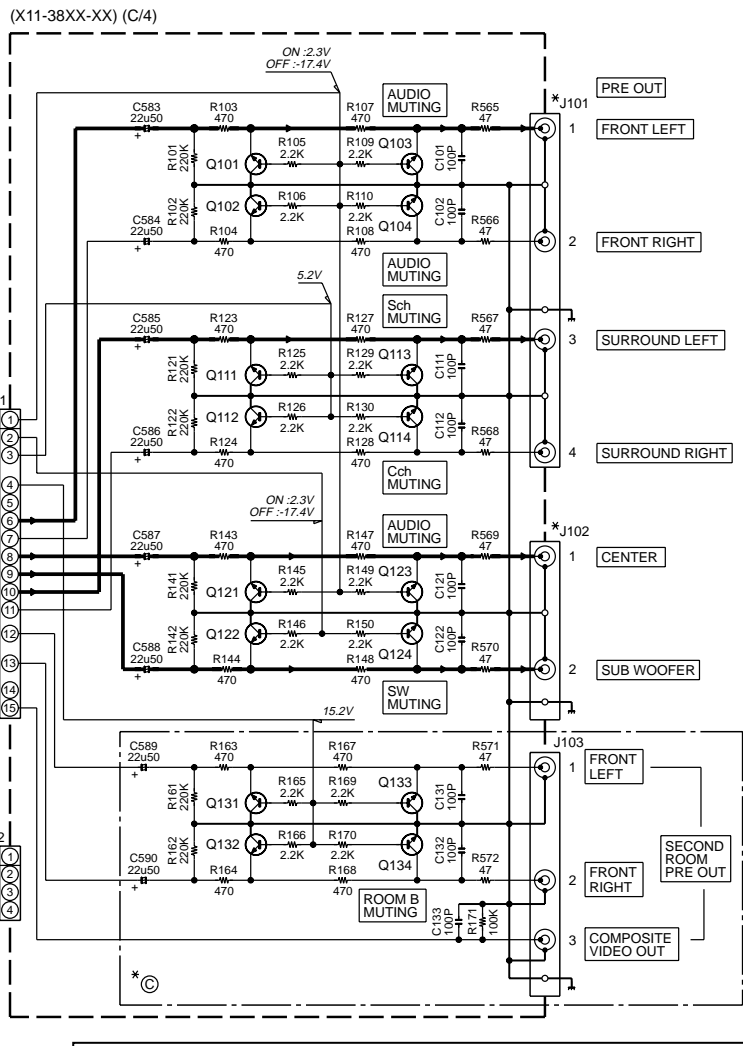 (X11-38XX-XX) (C/4)
ON :2.3V
OFF :-17.4V
AUDIO
MUTING
*J101
PRE OUT
C583
22u50
+
R103
470
R107
470
R565
47
1
FRONT LEFT
R101
220K
Q101
R105
2.2K
R109
2.2K
Q103
C101
100P
R102
220K
Q102
R106
2.2K
R110
2.2K
Q104
C102
100P
C584
22u50
+
R104
470
R108
470
R566
47
2
FRONT RIGHT
AUDIO
MUTING
5.2V
Sch
MUTING
C585
22u50
+
R123
470
R127
470
R567
47
3
SURROUND LEFT
R121
220K
Q111
R125
2.2K
R129
2.2K
Q113
C111
100P
R122
220K
Q112
R126
2.2K
R130
2.2K
Q114
C112
100P
C586
22u50
+
R124
470
R128
470
R568
47
4
SURROUND RIGHT
Cch
MUTING
1
1
2
3
4
5
6
7
8
9
10
11
12
13
14
15
ON :2.3V
OFF :-17.4V
AUDIO
MUTING
*J102
C587
22u50
+
R143
470
R147
470
R569
47
1
CENTER
R141
220K
Q121
R145
2.2K
R149
2.2K
Q123
C121
100P
R142
220K
Q122
R146
2.2K
R150
2.2K
Q124
C122
100P
C588
22u50
+
R144
470
R148
470
R570
47
2
SUB WOOFER
SW
MUTING
15.2V
J103
C589
22u50
+
R163
470
R167
470
R571
47
1
FRONT
LEFT
R161
220K
Q131
R165
2.2K
R169
2.2K
Q133
C131
100P
R162
220K
Q132
R166
2.2K
R170
2.2K
Q134
C132
100P
SECOND
ROOM
PRE OUT
C590
22u50
+
R164
470
R168
470
R572
47
2
FRONT
RIGHT
ROOM B
MUTING
C133
100P
R171
100K
3
COMPOSITE
VIDEO OUT
2
1
2
3
4
*Ⓒ